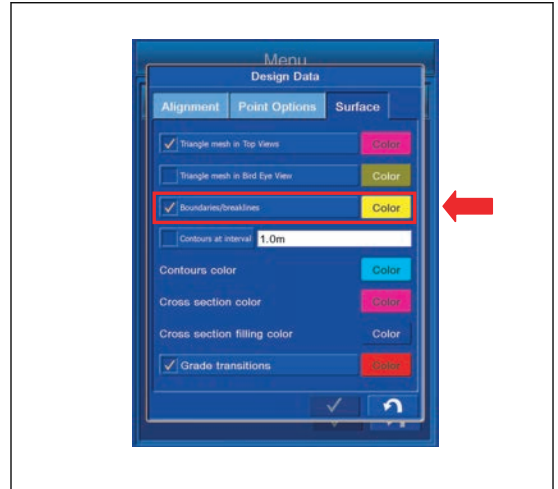 Menu
Design Data
Alignment Point Options Surface
Triangle mesh in Top Views Color
Triangle mesh in Bird Eye View Color
Boundaries/breaklines Color
Contours at interval 1.0m
Contours color Color
Cross section color Color
Cross section filling color Color
Grade transitions Color